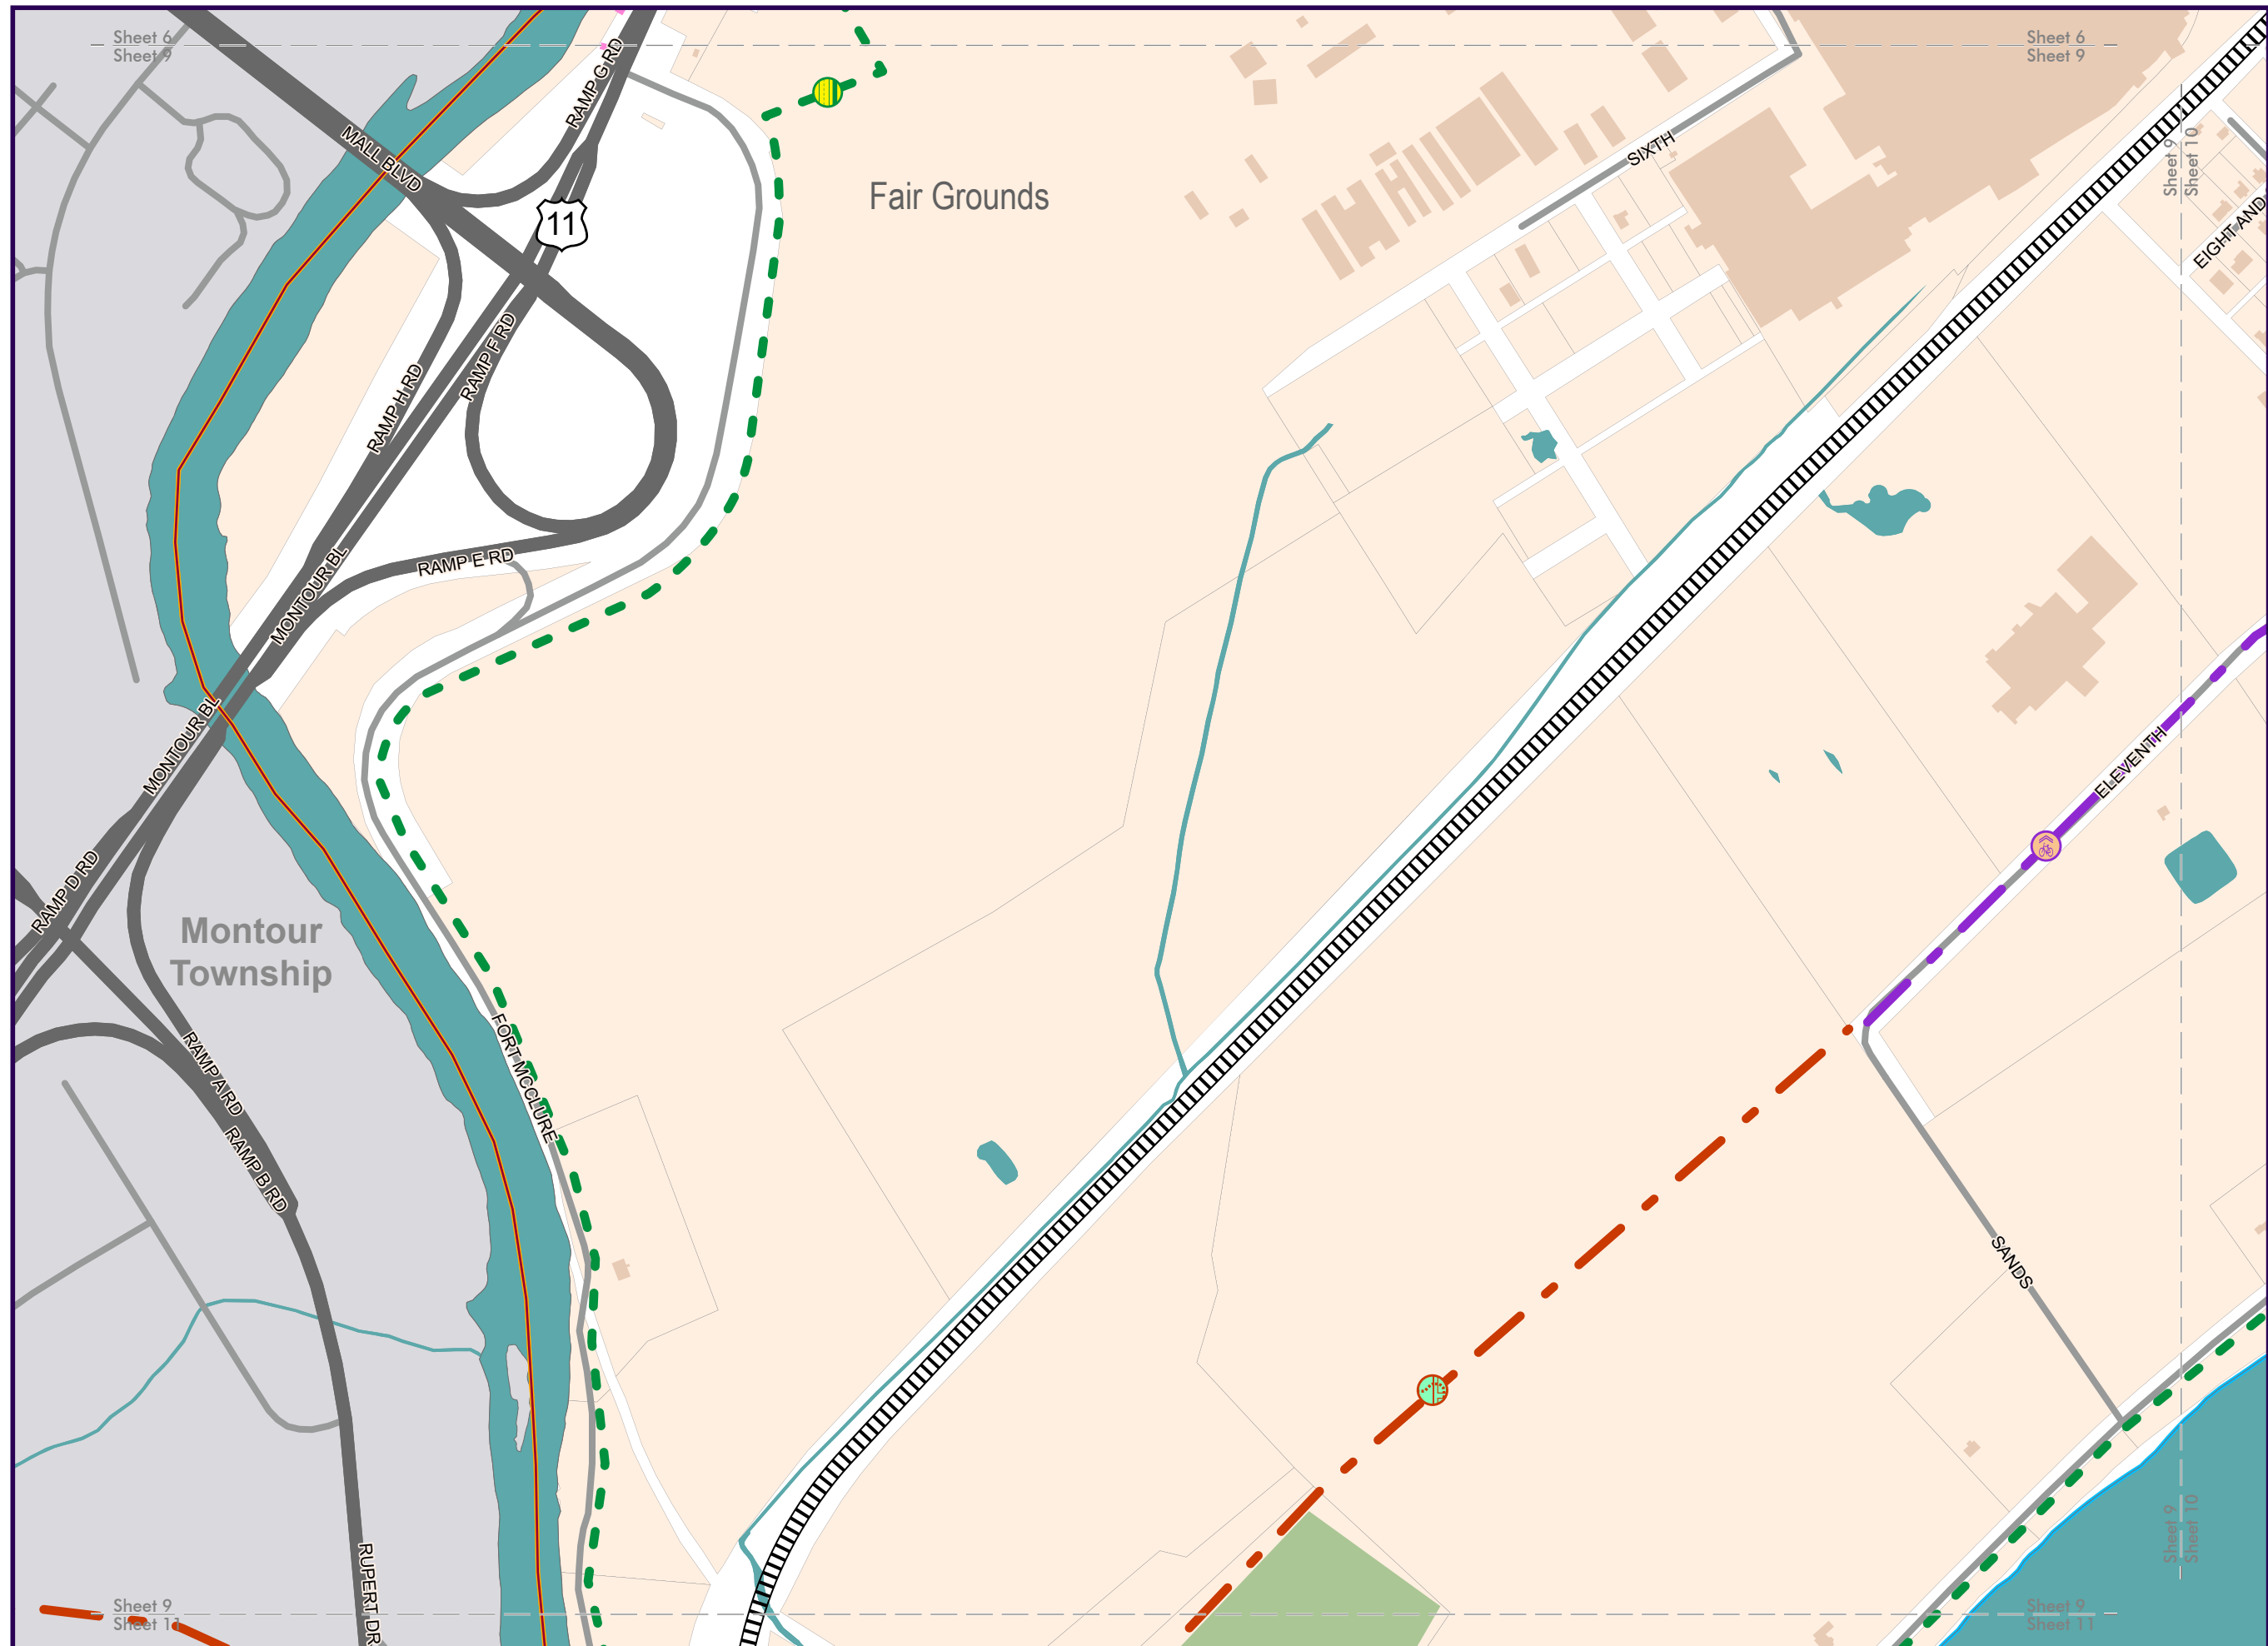 Sheet 6
Sheet 9
Sheet 6
Sheet 9
RAMP G RD
MALL BLVD
SIXTH
Sheet 9
Sheet 10
Fair Grounds
11
EIGHT AND
RAMP F RD
RAMP H RD
RAMP E RD
MONTOUR BL
MONTOUR BL
ELEVENTH
RAMP D RD
Montour
Township
FORT MCCLURE
RAMP A RD
RAMP B RD
SANDS
Sheet 9
Sheet 10
RUPERT DR
Sheet 9
Sheet 11
Sheet 9
Sheet 11